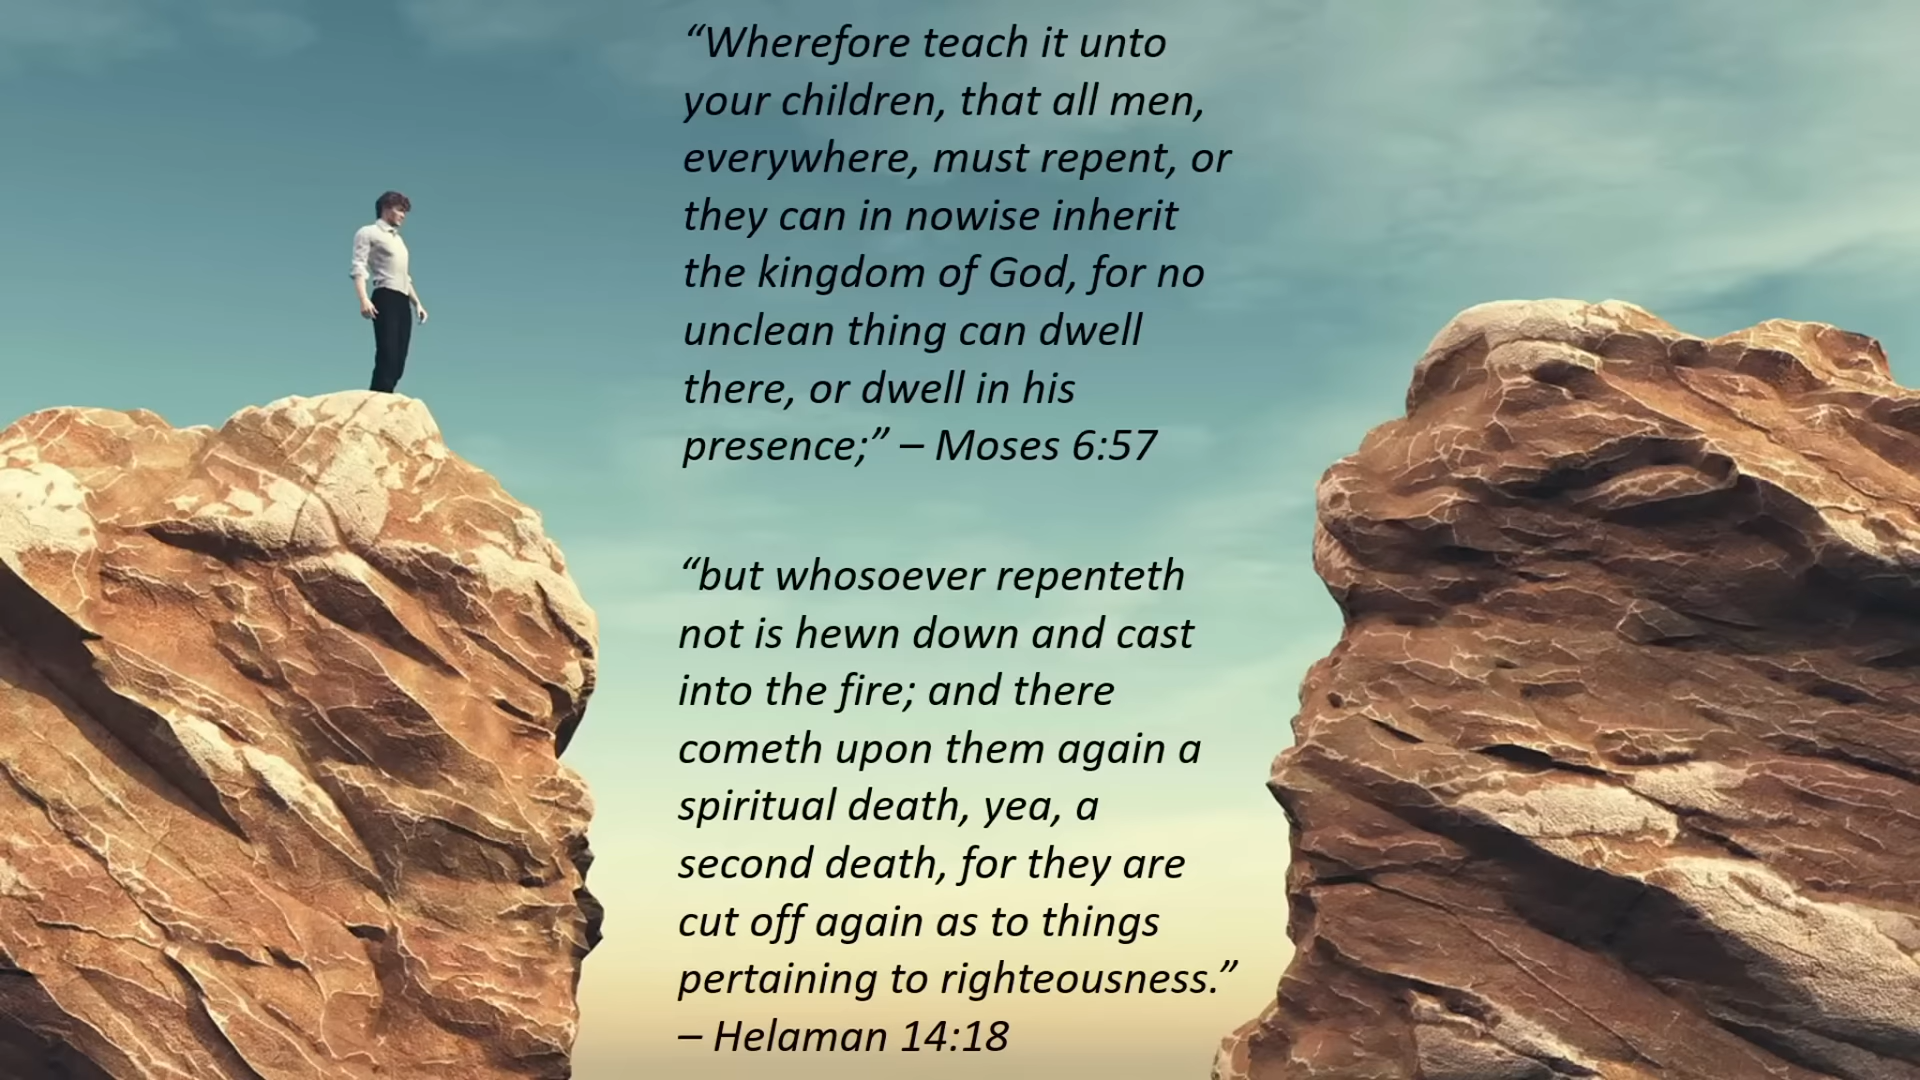 “Wherefore teach it unto
your children, that all men,
everywhere, must repent, or
they can in nowise inherit
the kingdom of God, for no
unclean thing can dwell
there, or dwell in his
presence;” – Moses 6:57
“but whosoever repenteth
not is hewn down and cast
into the fire; and there
cometh upon them again a
spiritual death, yea, a
second death, for they are
cut off again as to things
pertaining to righteousness.”
– Helaman 14:18